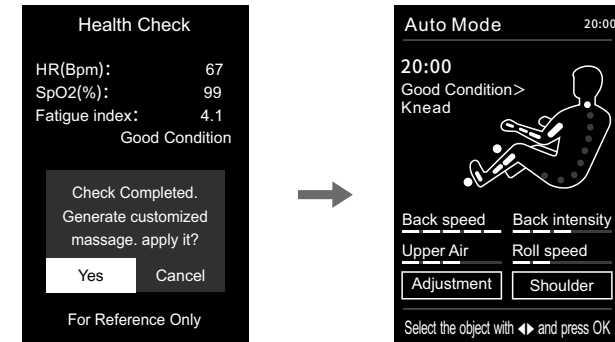 Health Check
HR(Bpm): 67
SpO2(%): 99
Fatigue index: 4.1
Good Condition
Check Completed.
Generate customized
massage. apply it?
Yes Cancel
For Reference Only
Auto Mode 20:00
20:00
Good Condition>
Knead
Back speed Back intensity
Upper Air Roll speed
Adjustment Shoulder
Select the object with ◀▶ and press OK